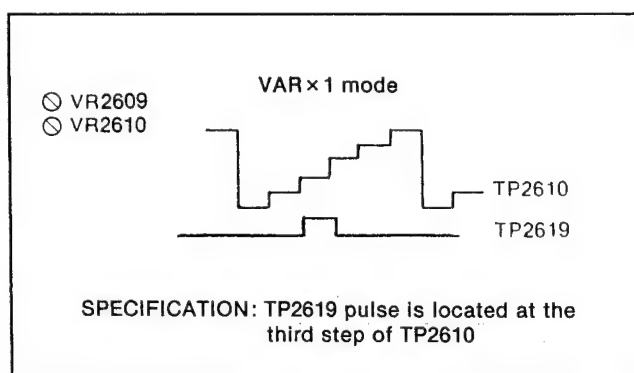 VAR × 1 mode
⦸ VR2609
⦸ VR2610
TP2610
TP2619
SPECIFICATION: TP2619 pulse is located at the
third step of TP2610